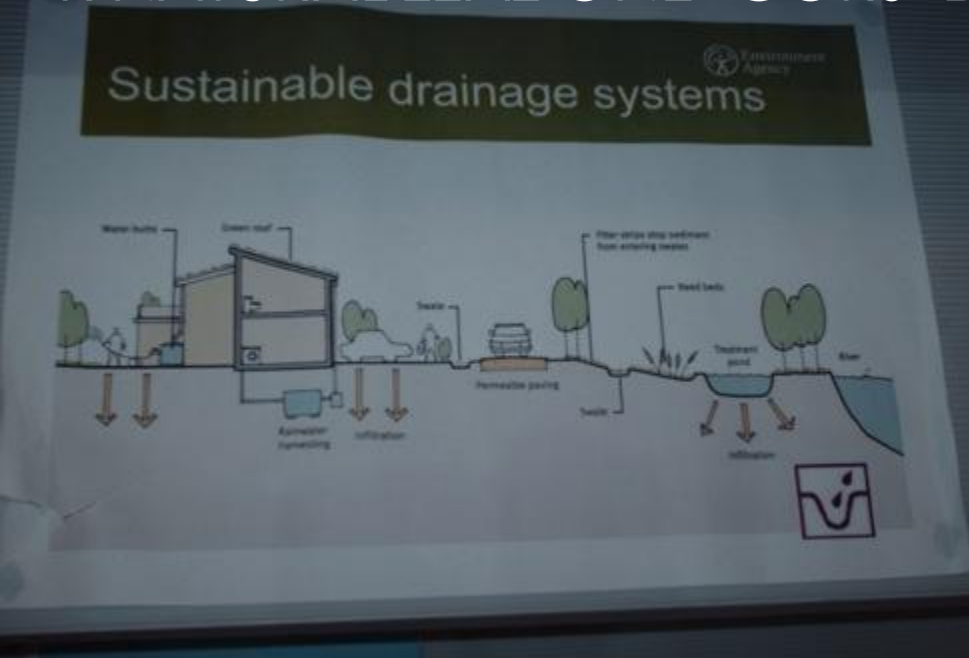 Environment
Agency
Sustainable drainage systems
Water butts
Green roof
Filter strips stop sediment
from entering swales
Reed beds
Swale
Treatment
pond
River
Permeable paving
Swale
Rainwater
harvesting
Infiltration
Infiltration